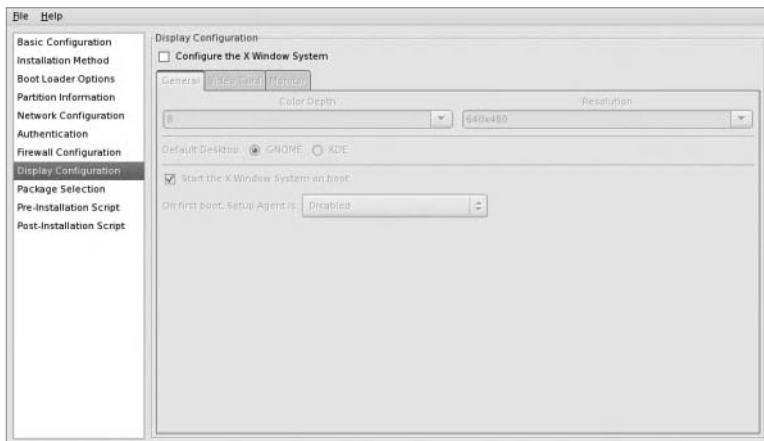 File Help
Basic Configuration
Installation Method
Boot Loader Options
Partition Information
Network Configuration
Authentication
Firewall Configuration
Display Configuration
Package Selection
Pre-Installation Script
Post-Installation Script
Display Configuration
Configure the X Window System
General Video Card Monitor
Color Depth Resolution
8 640x480
Default Desktop: GNOME KDE
Start the X Window System on boot
On first boot, Setup Agent is: Disabled